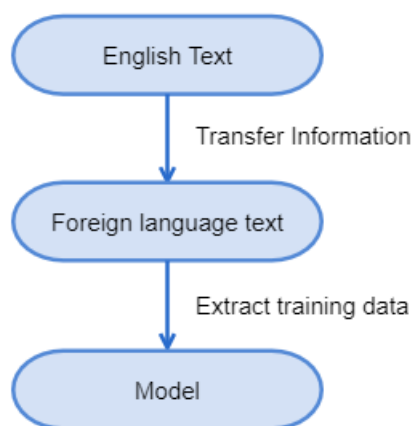 English Text
Transfer Information
Foreign language text
Extract training data
Model